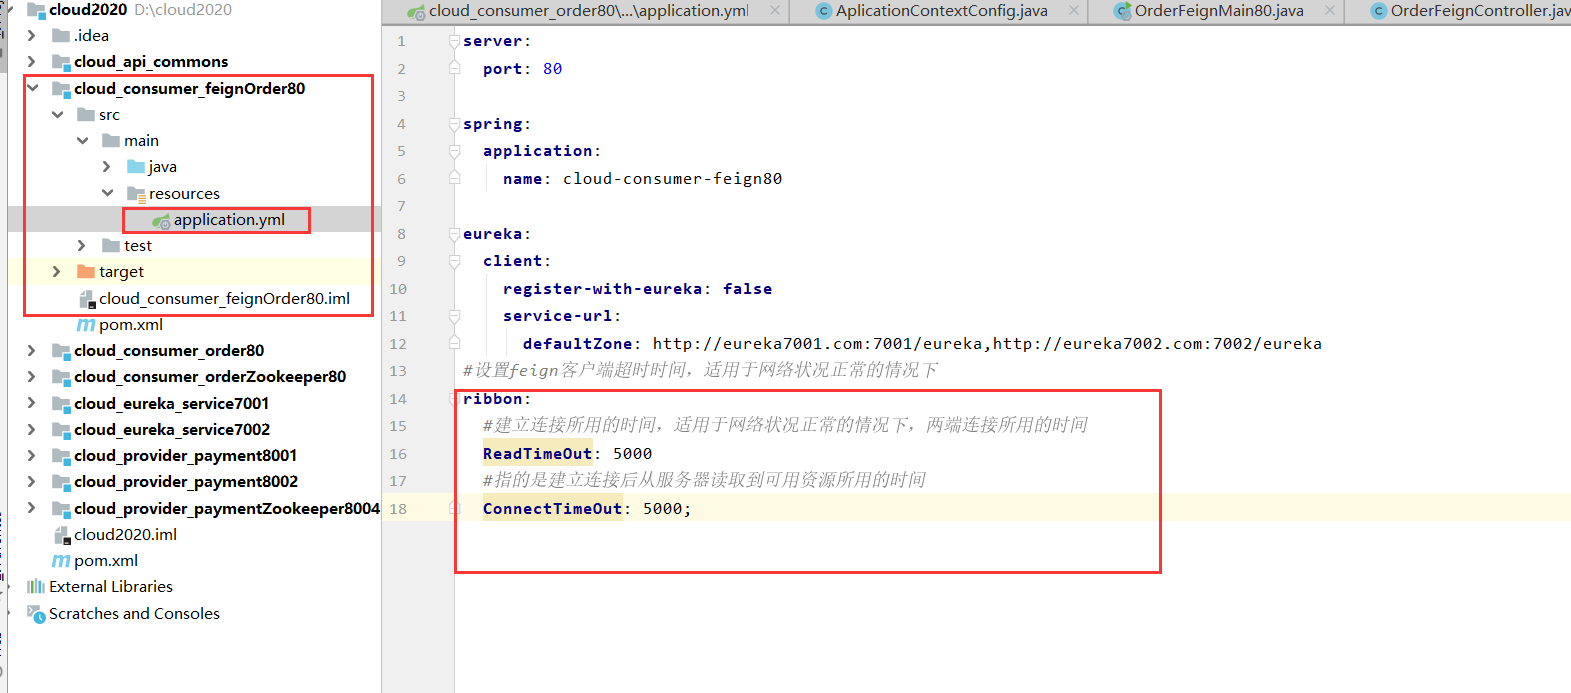 cloud2020 D:\cloud2020
.idea
cloud_api_commons
cloud_consumer_feignOrder80
src
main
java
resources
application.yml
test
target
cloud_consumer_feignOrder80.iml
pom.xml
cloud_consumer_order80
cloud_consumer_orderZookeeper80
cloud_eureka_service7001
cloud_eureka_service7002
cloud_provider_payment8001
cloud_provider_payment8002
cloud_provider_paymentZookeeper8004
cloud2020.iml
pom.xml
External Libraries
Scratches and Consoles
cloud_consumer_order80\...\application.yml
AplicationContextConfig.java
OrderFeignMain80.java
OrderFeignController.jav
1 server:
2 port: 80
3
4 spring:
5 application:
6 name: cloud-consumer-feign80
7
8 eureka:
9 client:
10 register-with-eureka: false
11 service-url:
12 defaultZone: http://eureka7001.com:7001/eureka,http://eureka7002.com:7002/eureka
13 #设置feign客户端超时时间，适用于网络状况正常的情况下
14 ribbon:
15 #建立连接所用的时间，适用于网络状况正常的情况下，两端连接所用的时间
16 ReadTimeOut: 5000
17 #指的是建立连接后从服务器读取到可用资源所用的时间
18 ConnectTimeOut: 5000;